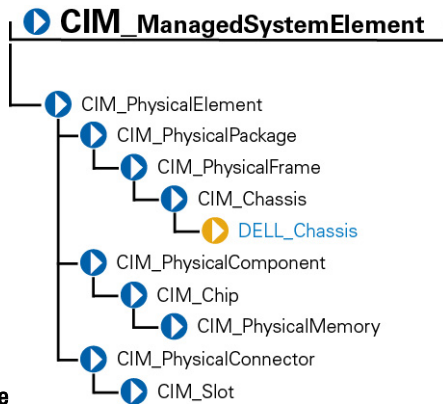 CIM_ManagedSystemElement
CIM_PhysicalElement
CIM_PhysicalPackage
CIM_PhysicalFrame
CIM_Chassis
DELL_Chassis
CIM_PhysicalComponent
CIM_Chip
CIM_PhysicalMemory
CIM_PhysicalConnector
CIM_Slot
e